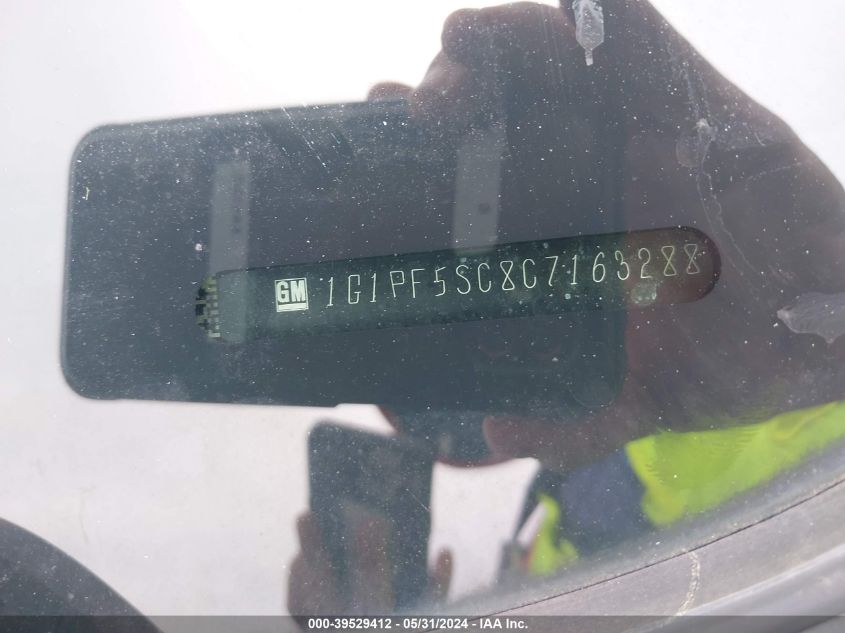 GM 1G1PF5SC8C7163288
000-39529412 - 05/31/2024 - IAA Inc.